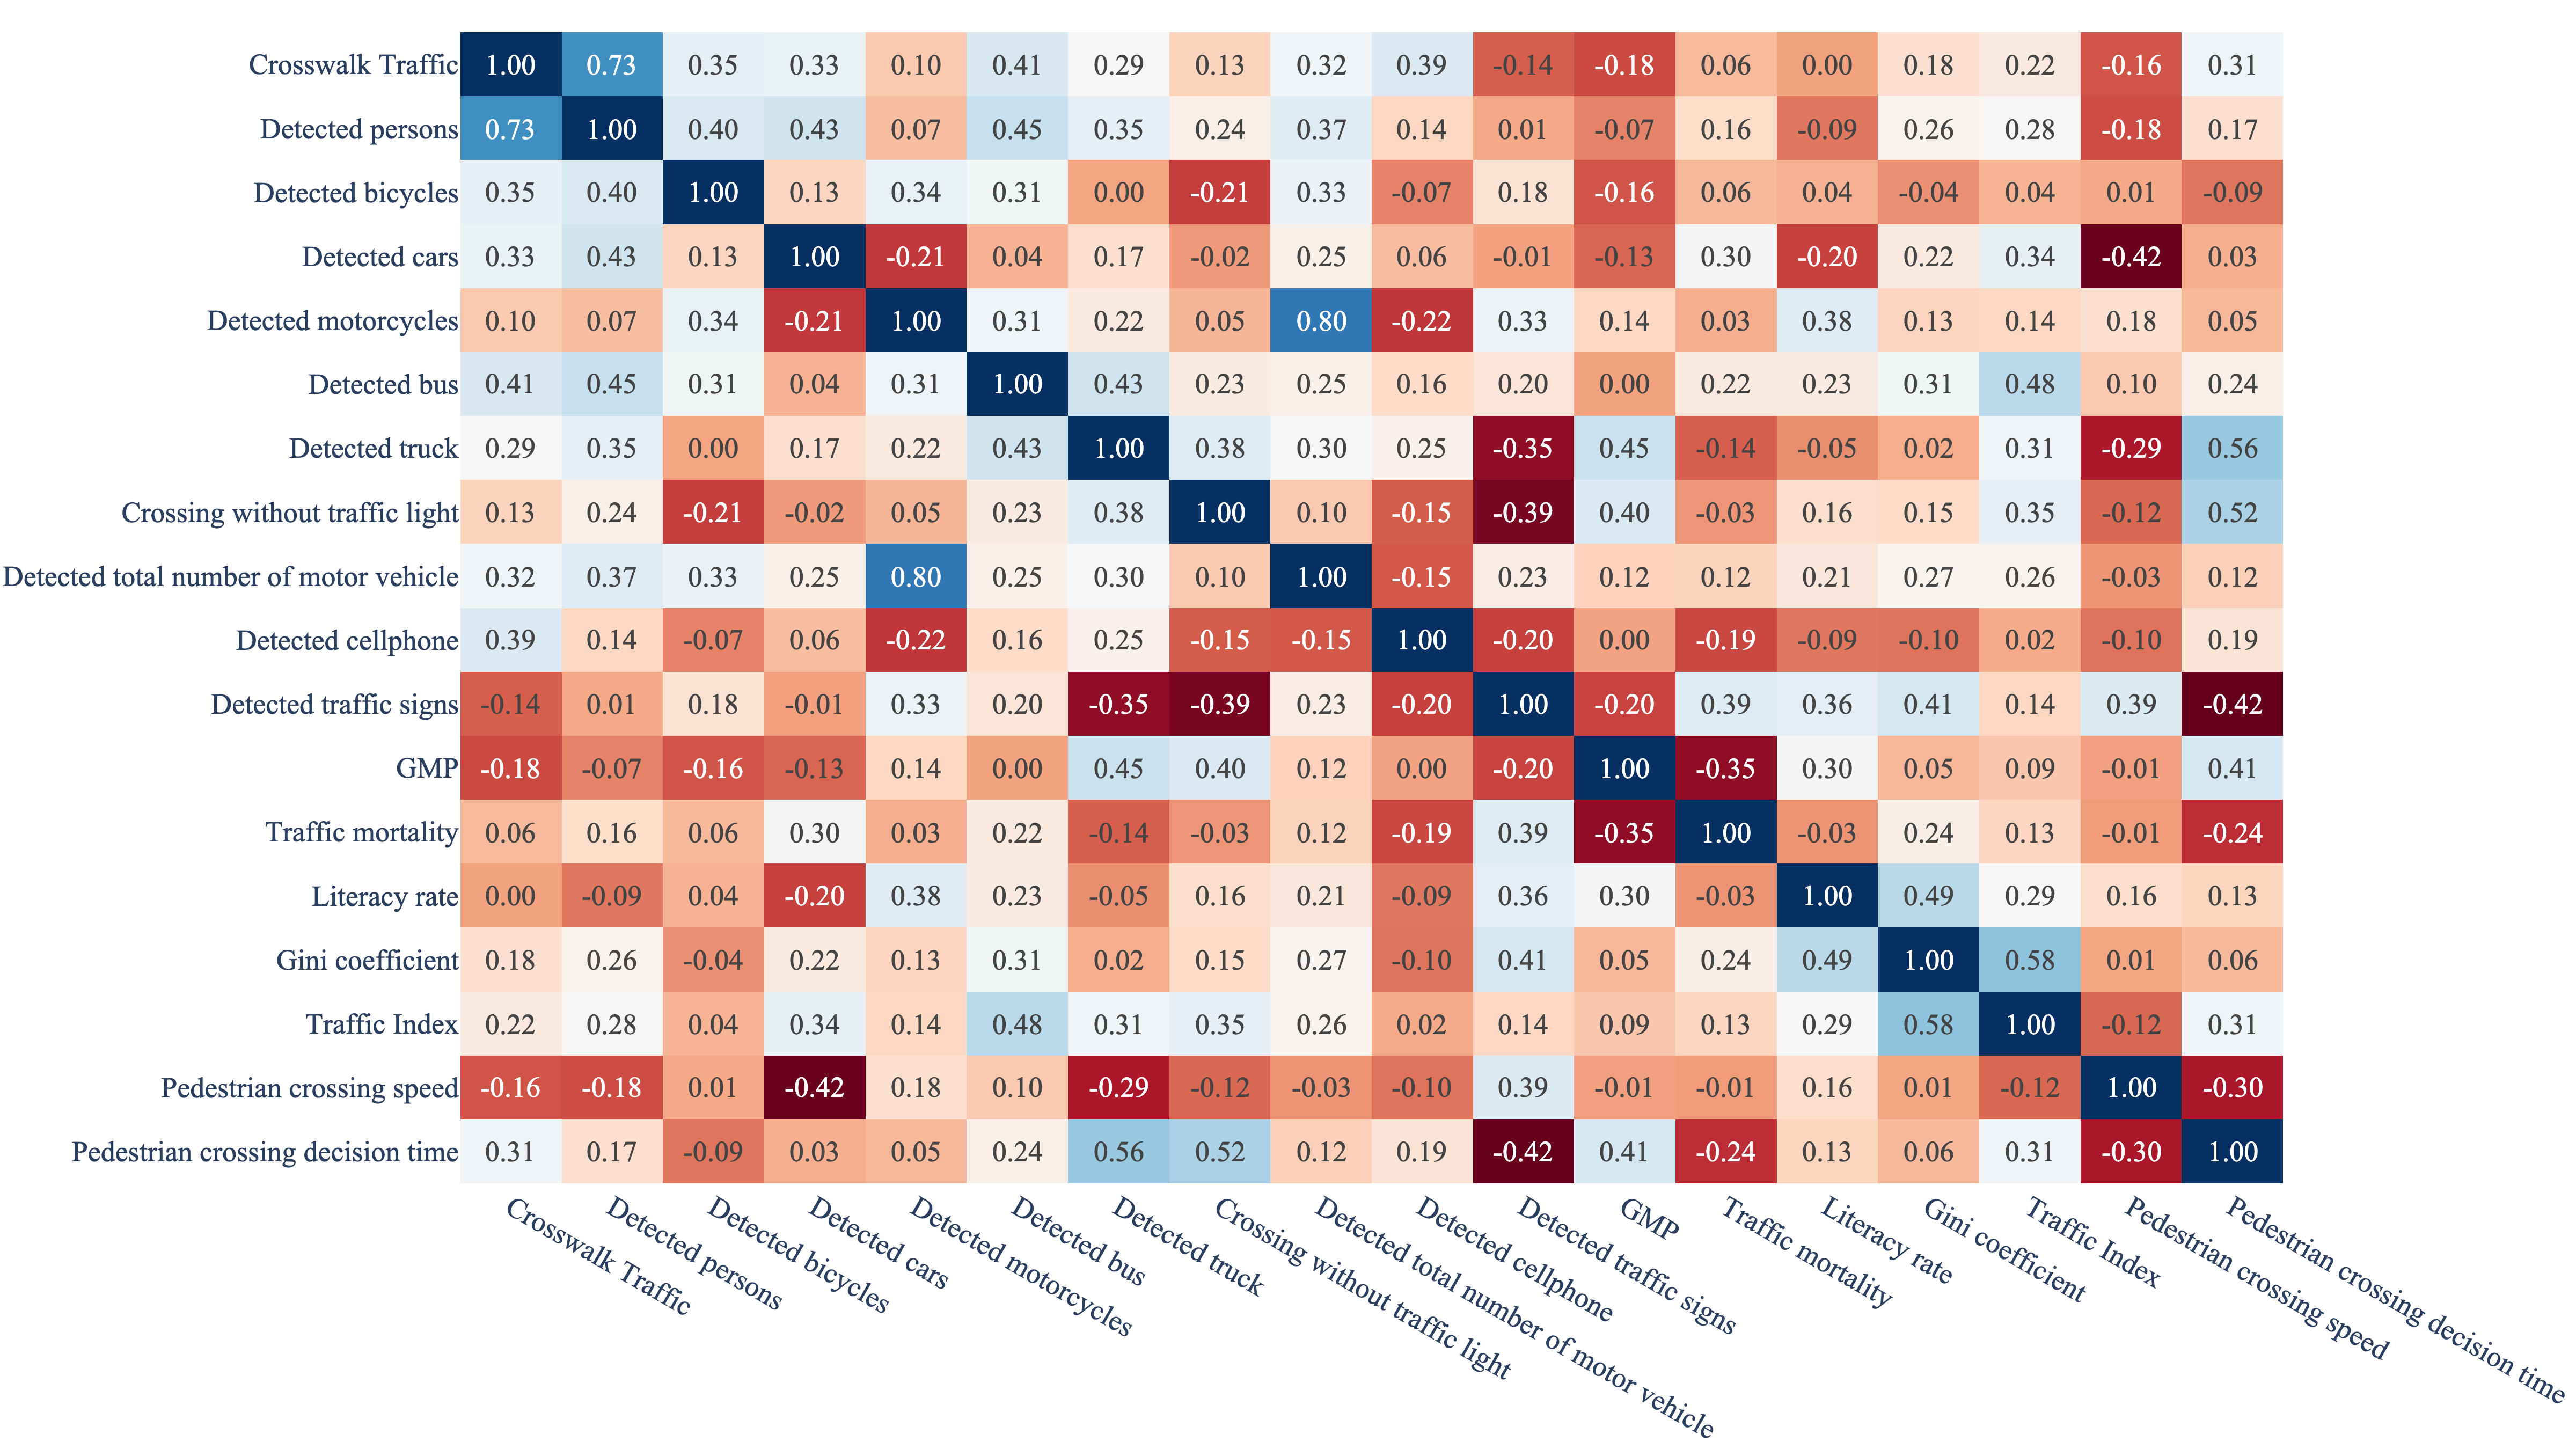 Crosswalk Traffic 1.00 0.73 0.35 0.33 0.10 0.41 0.29 0.13 0.32 0.39 -0.14 -0.18 0.06 0.00 0.18 0.22 -0.16 0.31
Detected persons 0.73 1.00 0.40 0.43 0.07 0.45 0.35 0.24 0.37 0.14 0.01 -0.07 0.16 -0.09 0.26 0.28 -0.18 0.17
Detected bicycles 0.35 0.40 1.00 0.13 0.34 0.31 0.00 -0.21 0.33 -0.07 0.18 -0.16 0.06 0.04 -0.04 0.04 0.01 -0.09
Detected cars 0.33 0.43 0.13 1.00 -0.21 0.04 0.17 -0.02 0.25 0.06 -0.01 -0.13 0.30 -0.20 0.22 0.34 -0.42 0.03
Detected motorcycles 0.10 0.07 0.34 -0.21 1.00 0.31 0.22 0.05 0.80 -0.22 0.33 0.14 0.03 0.38 0.13 0.14 0.18 0.05
Detected bus 0.41 0.45 0.31 0.04 0.31 1.00 0.43 0.23 0.25 0.16 0.20 0.00 0.22 0.23 0.31 0.48 0.10 0.24
Detected truck 0.29 0.35 0.00 0.17 0.22 0.43 1.00 0.38 0.30 0.25 -0.35 0.45 -0.14 -0.05 0.02 0.31 -0.29 0.56
Crossing without traffic light 0.13 0.24 -0.21 -0.02 0.05 0.23 0.38 1.00 0.10 -0.15 -0.39 0.40 -0.03 0.16 0.15 0.35 -0.12 0.52
Detected total number of motor vehicle 0.32 0.37 0.33 0.25 0.80 0.25 0.30 0.10 1.00 -0.15 0.23 0.12 0.12 0.21 0.27 0.26 -0.03 0.12
Detected cellphone 0.39 0.14 -0.07 0.06 -0.22 0.16 0.25 -0.15 -0.15 1.00 -0.20 0.00 -0.19 -0.09 -0.10 0.02 -0.10 0.19
Detected traffic signs -0.14 0.01 0.18 -0.01 0.33 0.20 -0.35 -0.39 0.23 -0.20 1.00 -0.20 0.39 0.36 0.41 0.14 0.39 -0.42
GMP -0.18 -0.07 -0.16 -0.13 0.14 0.00 0.45 0.40 0.12 0.00 -0.20 1.00 -0.35 0.30 0.05 0.09 -0.01 0.41
Traffic mortality 0.06 0.16 0.06 0.30 0.03 0.22 -0.14 -0.03 0.12 -0.19 0.39 -0.35 1.00 -0.03 0.24 0.13 -0.01 -0.24
Literacy rate 0.00 -0.09 0.04 -0.20 0.38 0.23 -0.05 0.16 0.21 -0.09 0.36 0.30 -0.03 1.00 0.49 0.29 0.16 0.13
Gini coefficient 0.18 0.26 -0.04 0.22 0.13 0.31 0.02 0.15 0.27 -0.10 0.41 0.05 0.24 0.49 1.00 0.58 0.01 0.06
Traffic Index 0.22 0.28 0.04 0.34 0.14 0.48 0.31 0.35 0.26 0.02 0.14 0.09 0.13 0.29 0.58 1.00 -0.12 0.31
Pedestrian crossing speed -0.16 -0.18 0.01 -0.42 0.18 0.10 -0.29 -0.12 -0.03 -0.10 0.39 -0.01 -0.01 0.16 0.01 -0.12 1.00 -0.30
Pedestrian crossing decision time 0.31 0.17 -0.09 0.03 0.05 0.24 0.56 0.52 0.12 0.19 -0.42 0.41 -0.24 0.13 0.06 0.31 -0.30 1.00
Crosswalk Traffic
Detected persons
Detected bicycles
Detected cars
Detected motorcycles
Detected bus
Detected truck
Crossing without traffic light
Detected total number of motor vehicle
Detected cellphone
Detected traffic signs
GMP
Traffic mortality
Literacy rate
Gini coefficient
Traffic Index
Pedestrian crossing speed
Pedestrian crossing decision time